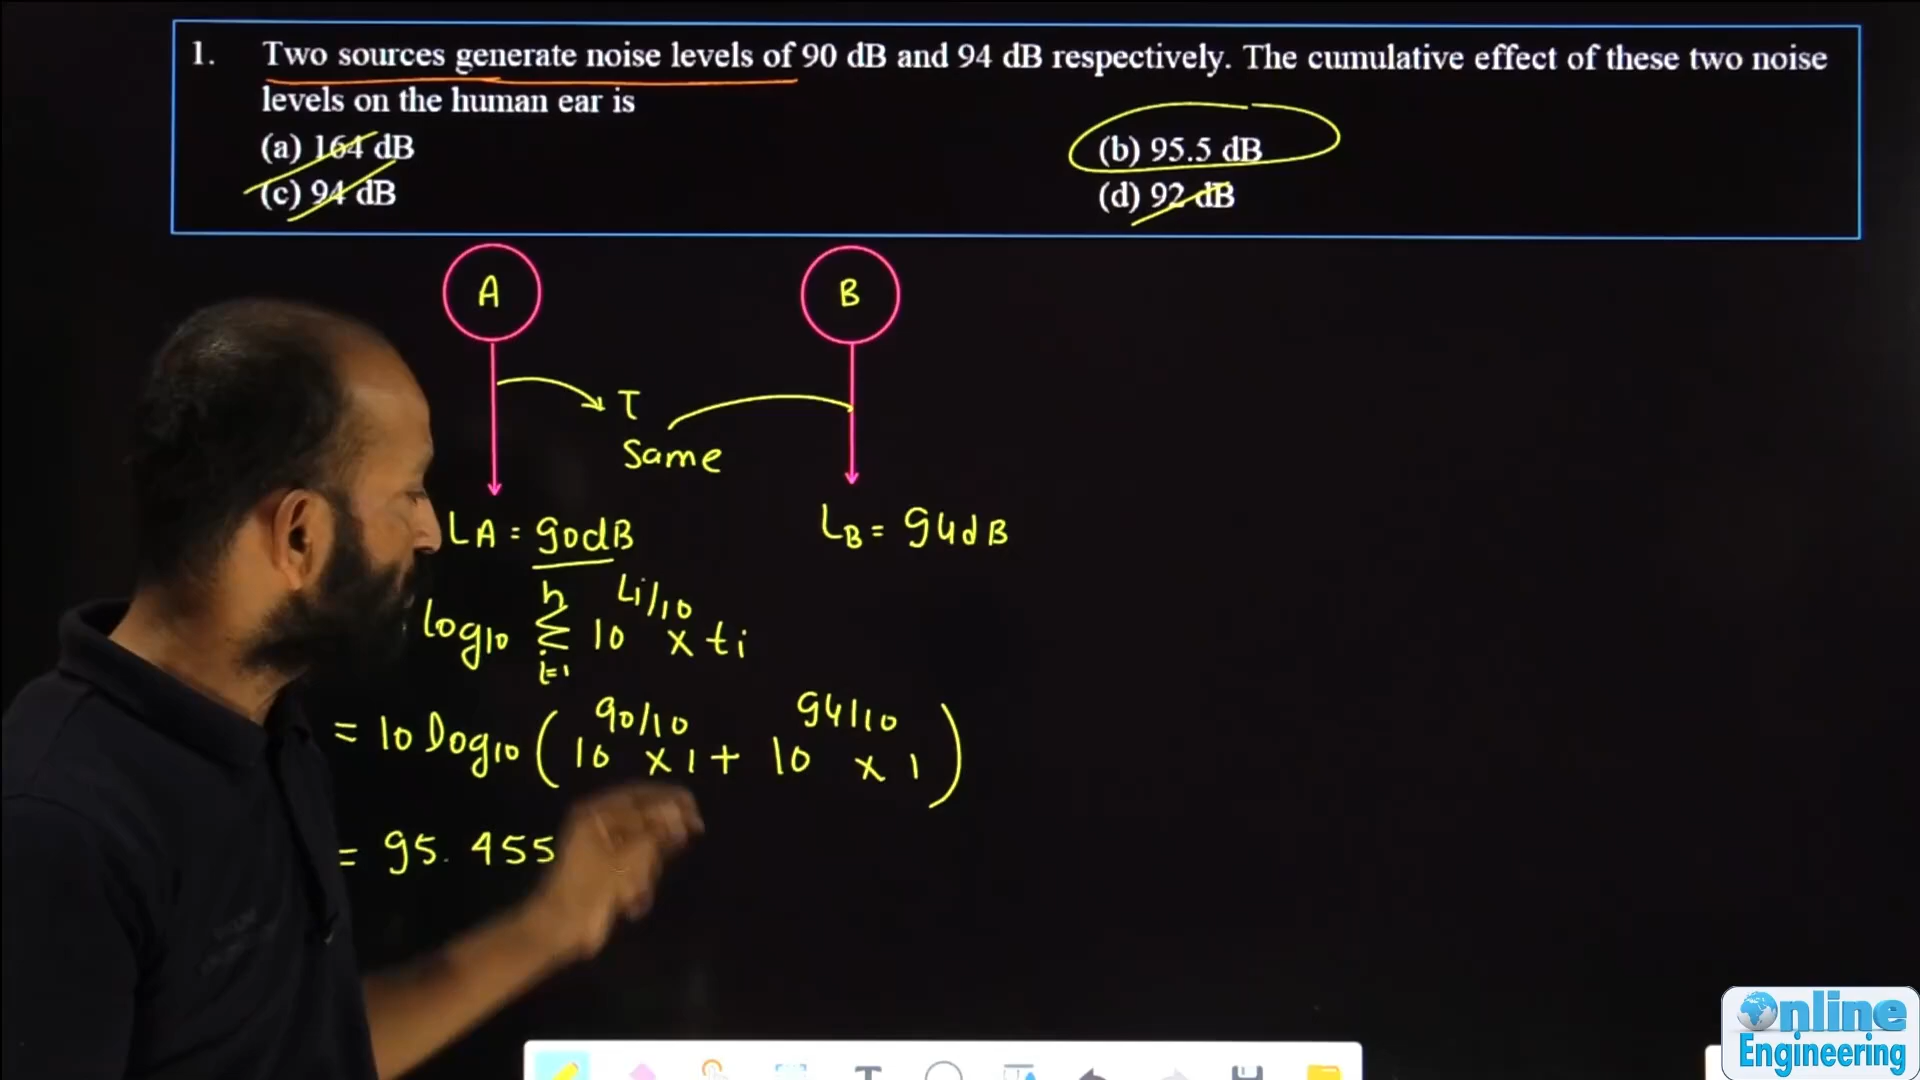 1. Two sources generate noise levels of 90 dB and 94 dB respectively. The cumulative effect of these two noise
levels on the human ear is
(a) 164 dB (b) 95.5 dB
(c) 94 dB (d) 92 dB
A B
T
Same
LA = 90dB LB = 94dB
log10 n Σ i=1 10 Li/10 x ti
= 10 log10 ( 10 90/10 x 1 + 10 94/10 x 1 )
= 95.455
Online
Engineering
T